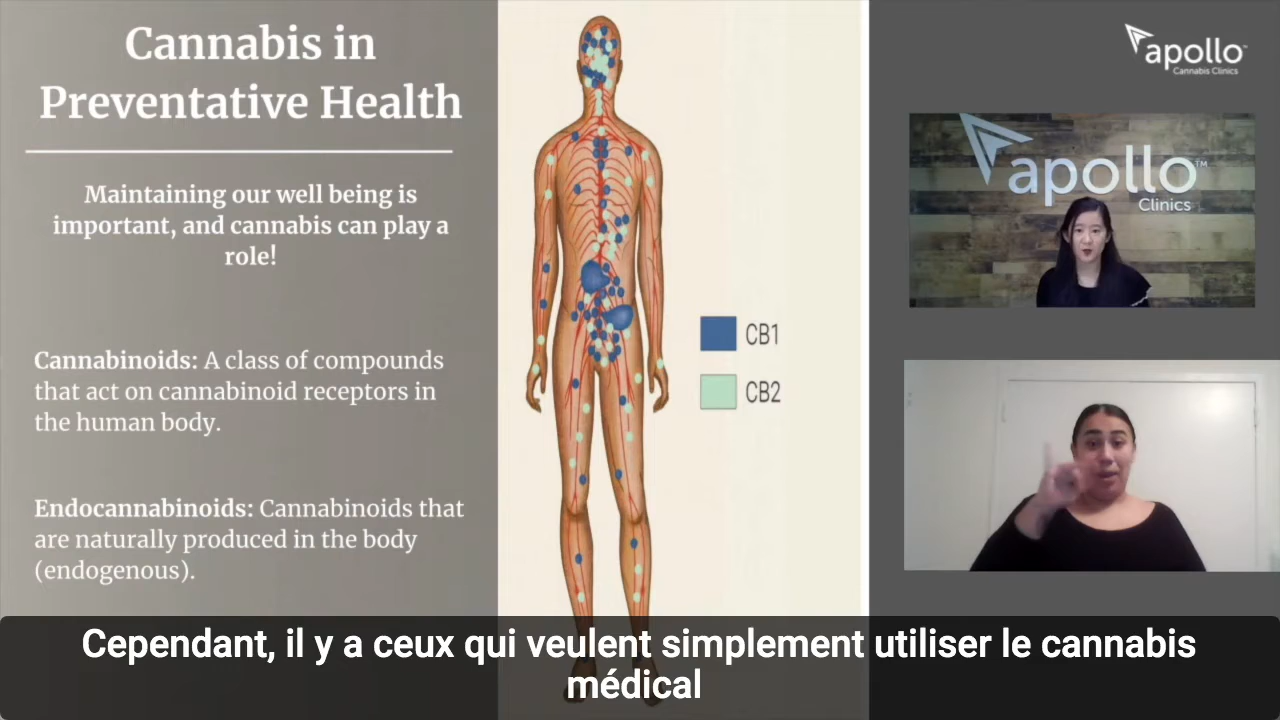 Cannabis in
Preventative Health
Maintaining our well being is
important, and cannabis can play a
role!
Cannabinoids: A class of compounds
that act on cannabinoid receptors in
the human body.
Endocannabinoids: Cannabinoids that
are naturally produced in the body
(endogenous).
CB1
CB2
apollo™
Cannabis Clinics
apollo™
Clinics
Cependant, il y a ceux qui veulent simplement utiliser le cannabis
médical